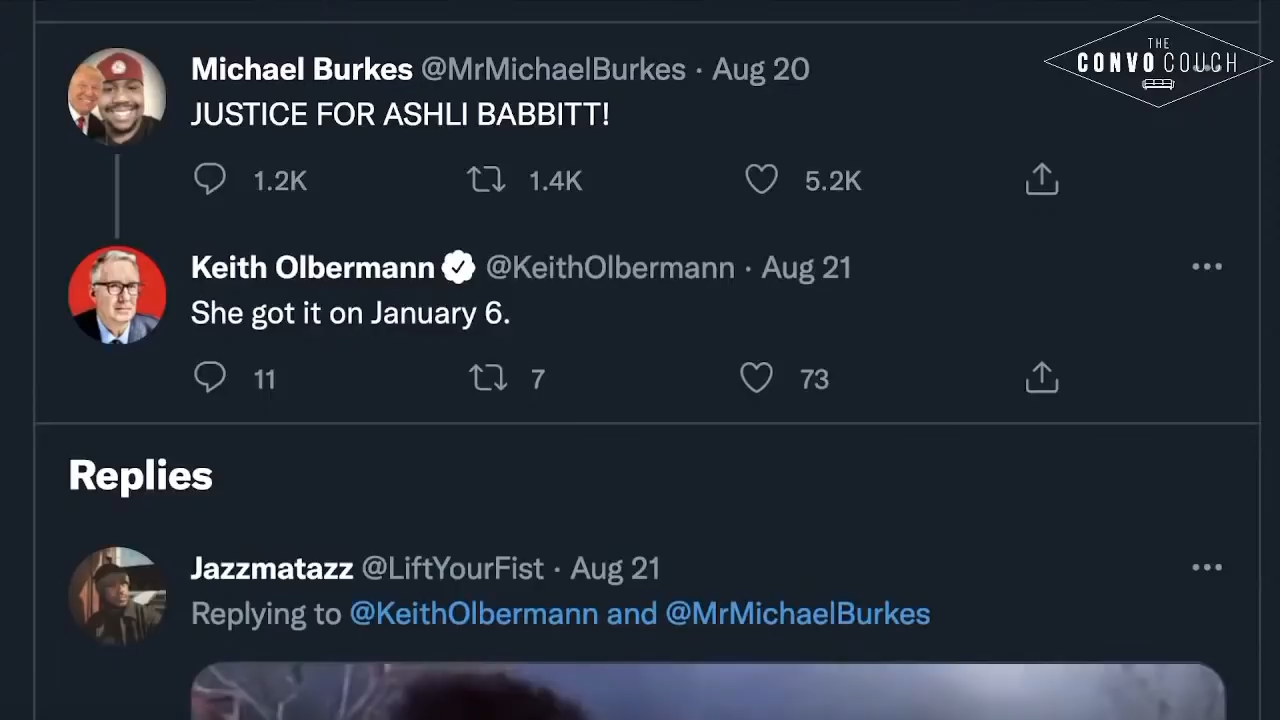 THE
CONVO COUCH
Michael Burkes @MrMichaelBurkes · Aug 20
JUSTICE FOR ASHLI BABBITT!
1.2K 1.4K 5.2K
Keith Olbermann @KeithOlbermann · Aug 21
She got it on January 6.
11 7 73
Replies
Jazzmatazz @LiftYourFist · Aug 21
Replying to @KeithOlbermann and @MrMichaelBurkes